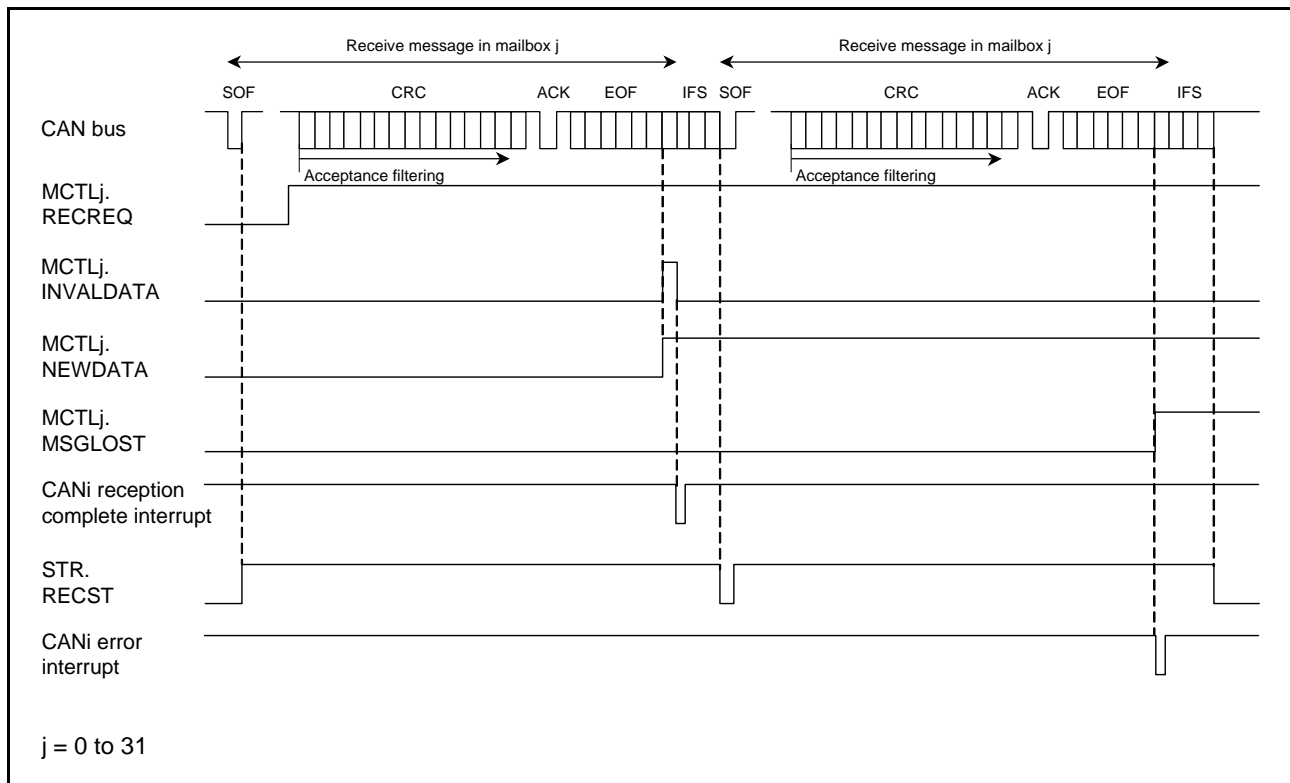 Receive message in mailbox j
Receive message in mailbox j
SOF CRC ACK EOF IFS SOF CRC ACK EOF IFS
CAN bus
Acceptance filtering
Acceptance filtering
MCTLj.
RECREQ
MCTLj.
INVALDATA
MCTLj.
NEWDATA
MCTLj.
MSGLOST
CANi reception
complete interrupt
STR.
RECST
CANi error
interrupt
j = 0 to 31